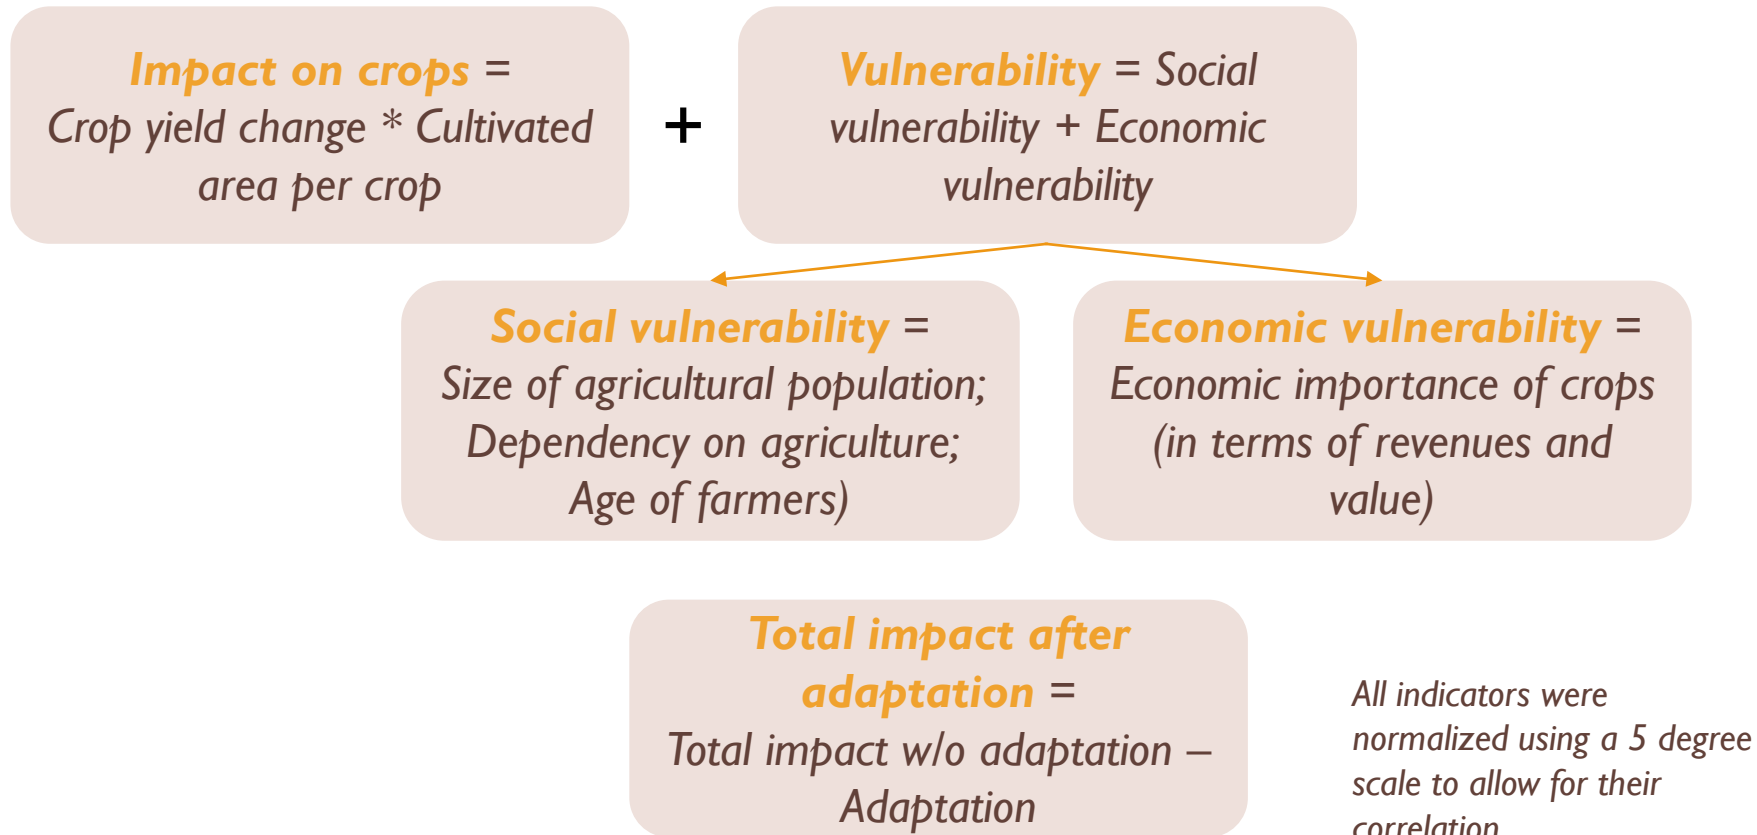 Impact on crops =
Crop yield change * Cultivated
area per crop
+
Vulnerability = Social
vulnerability + Economic
vulnerability
Social vulnerability =
Size of agricultural population;
Dependency on agriculture;
Age of farmers)
Economic vulnerability =
Economic importance of crops
(in terms of revenues and
value)
Total impact after
adaptation =
Total impact w/o adaptation –
Adaptation
All indicators were
normalized using a 5 degree
scale to allow for their
correlation